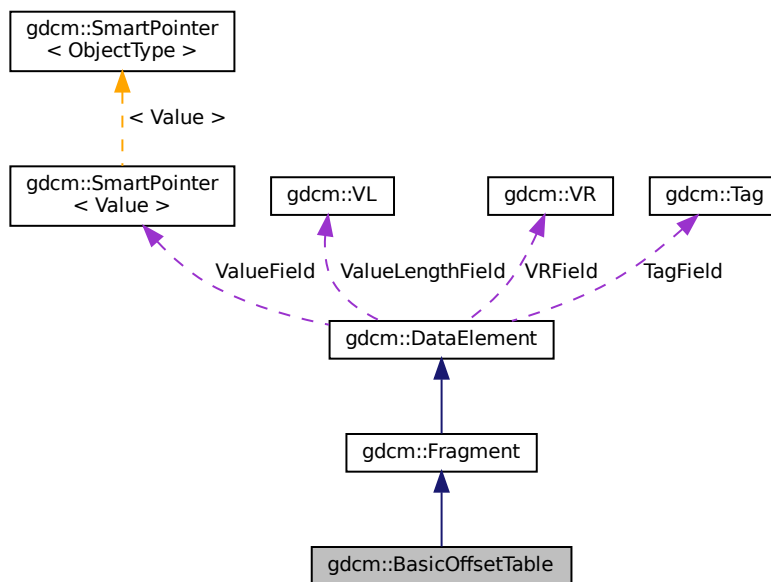 gdcm::SmartPointer
< ObjectType >
< Value >
gdcm::SmartPointer
< Value >
gdcm::VL
gdcm::VR
gdcm::Tag
ValueField
ValueLengthField
VRField
TagField
gdcm::DataElement
gdcm::Fragment
gdcm::BasicOffsetTable